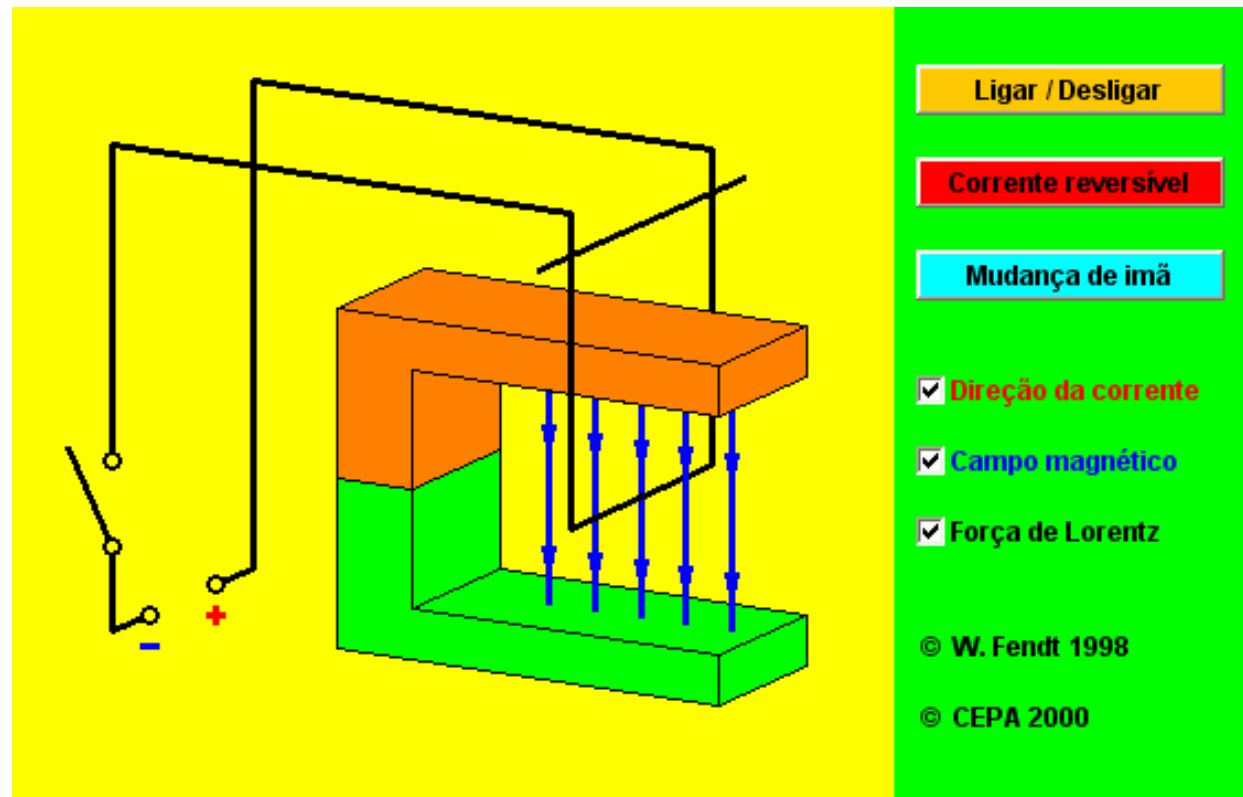 Ligar / Desligar
Corrente reversível
Mudança de imã
Direção da corrente
Campo magnético
Força de Lorentz
- +
© W. Fendt 1998
© CEPA 2000